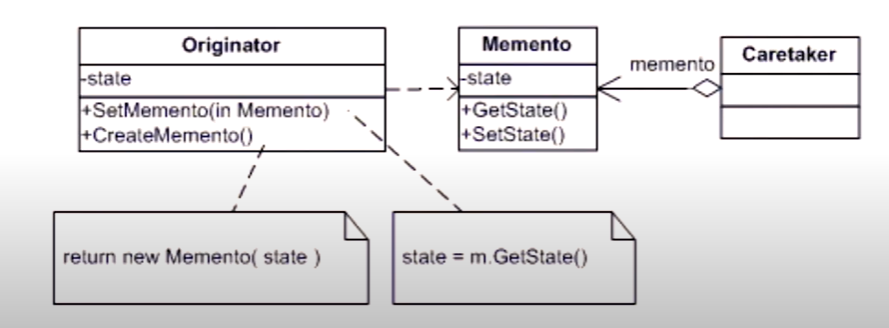 Originator
-state
+SetMemento(in Memento)
+CreateMemento()
Memento
-state
+GetState()
+SetState()
memento
Caretaker
return new Memento( state )
state = m.GetState()